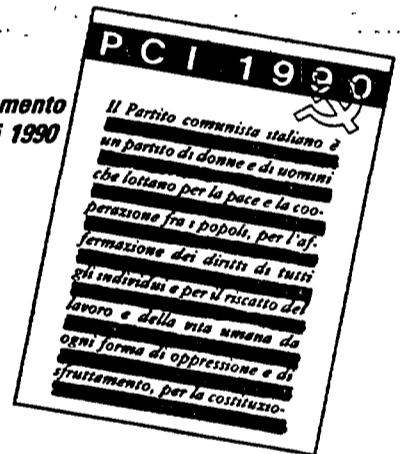 PCI 1990
mento
i 1990
Il Partito comunista italiano è
un partito di donne e di uomini
che lottano per la pace e la coo-
perazione fra i popoli, per l'af-
fermazione dei diritti di tutti
gli individui e per il riscatto del
lavoro e della vita umana da
ogni forma di oppressione e di
sfruttamento, per la costituzio-